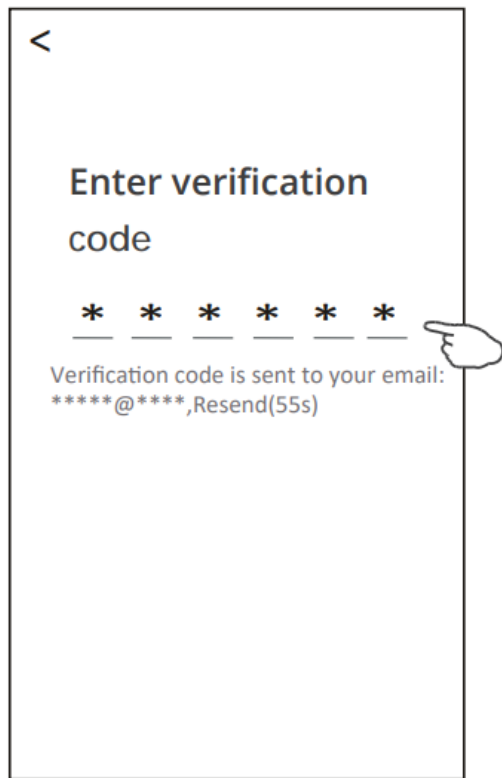 <
Enter verification
code
* * * * * *
Verification code is sent to your email:
*****@****,Resend(55s)